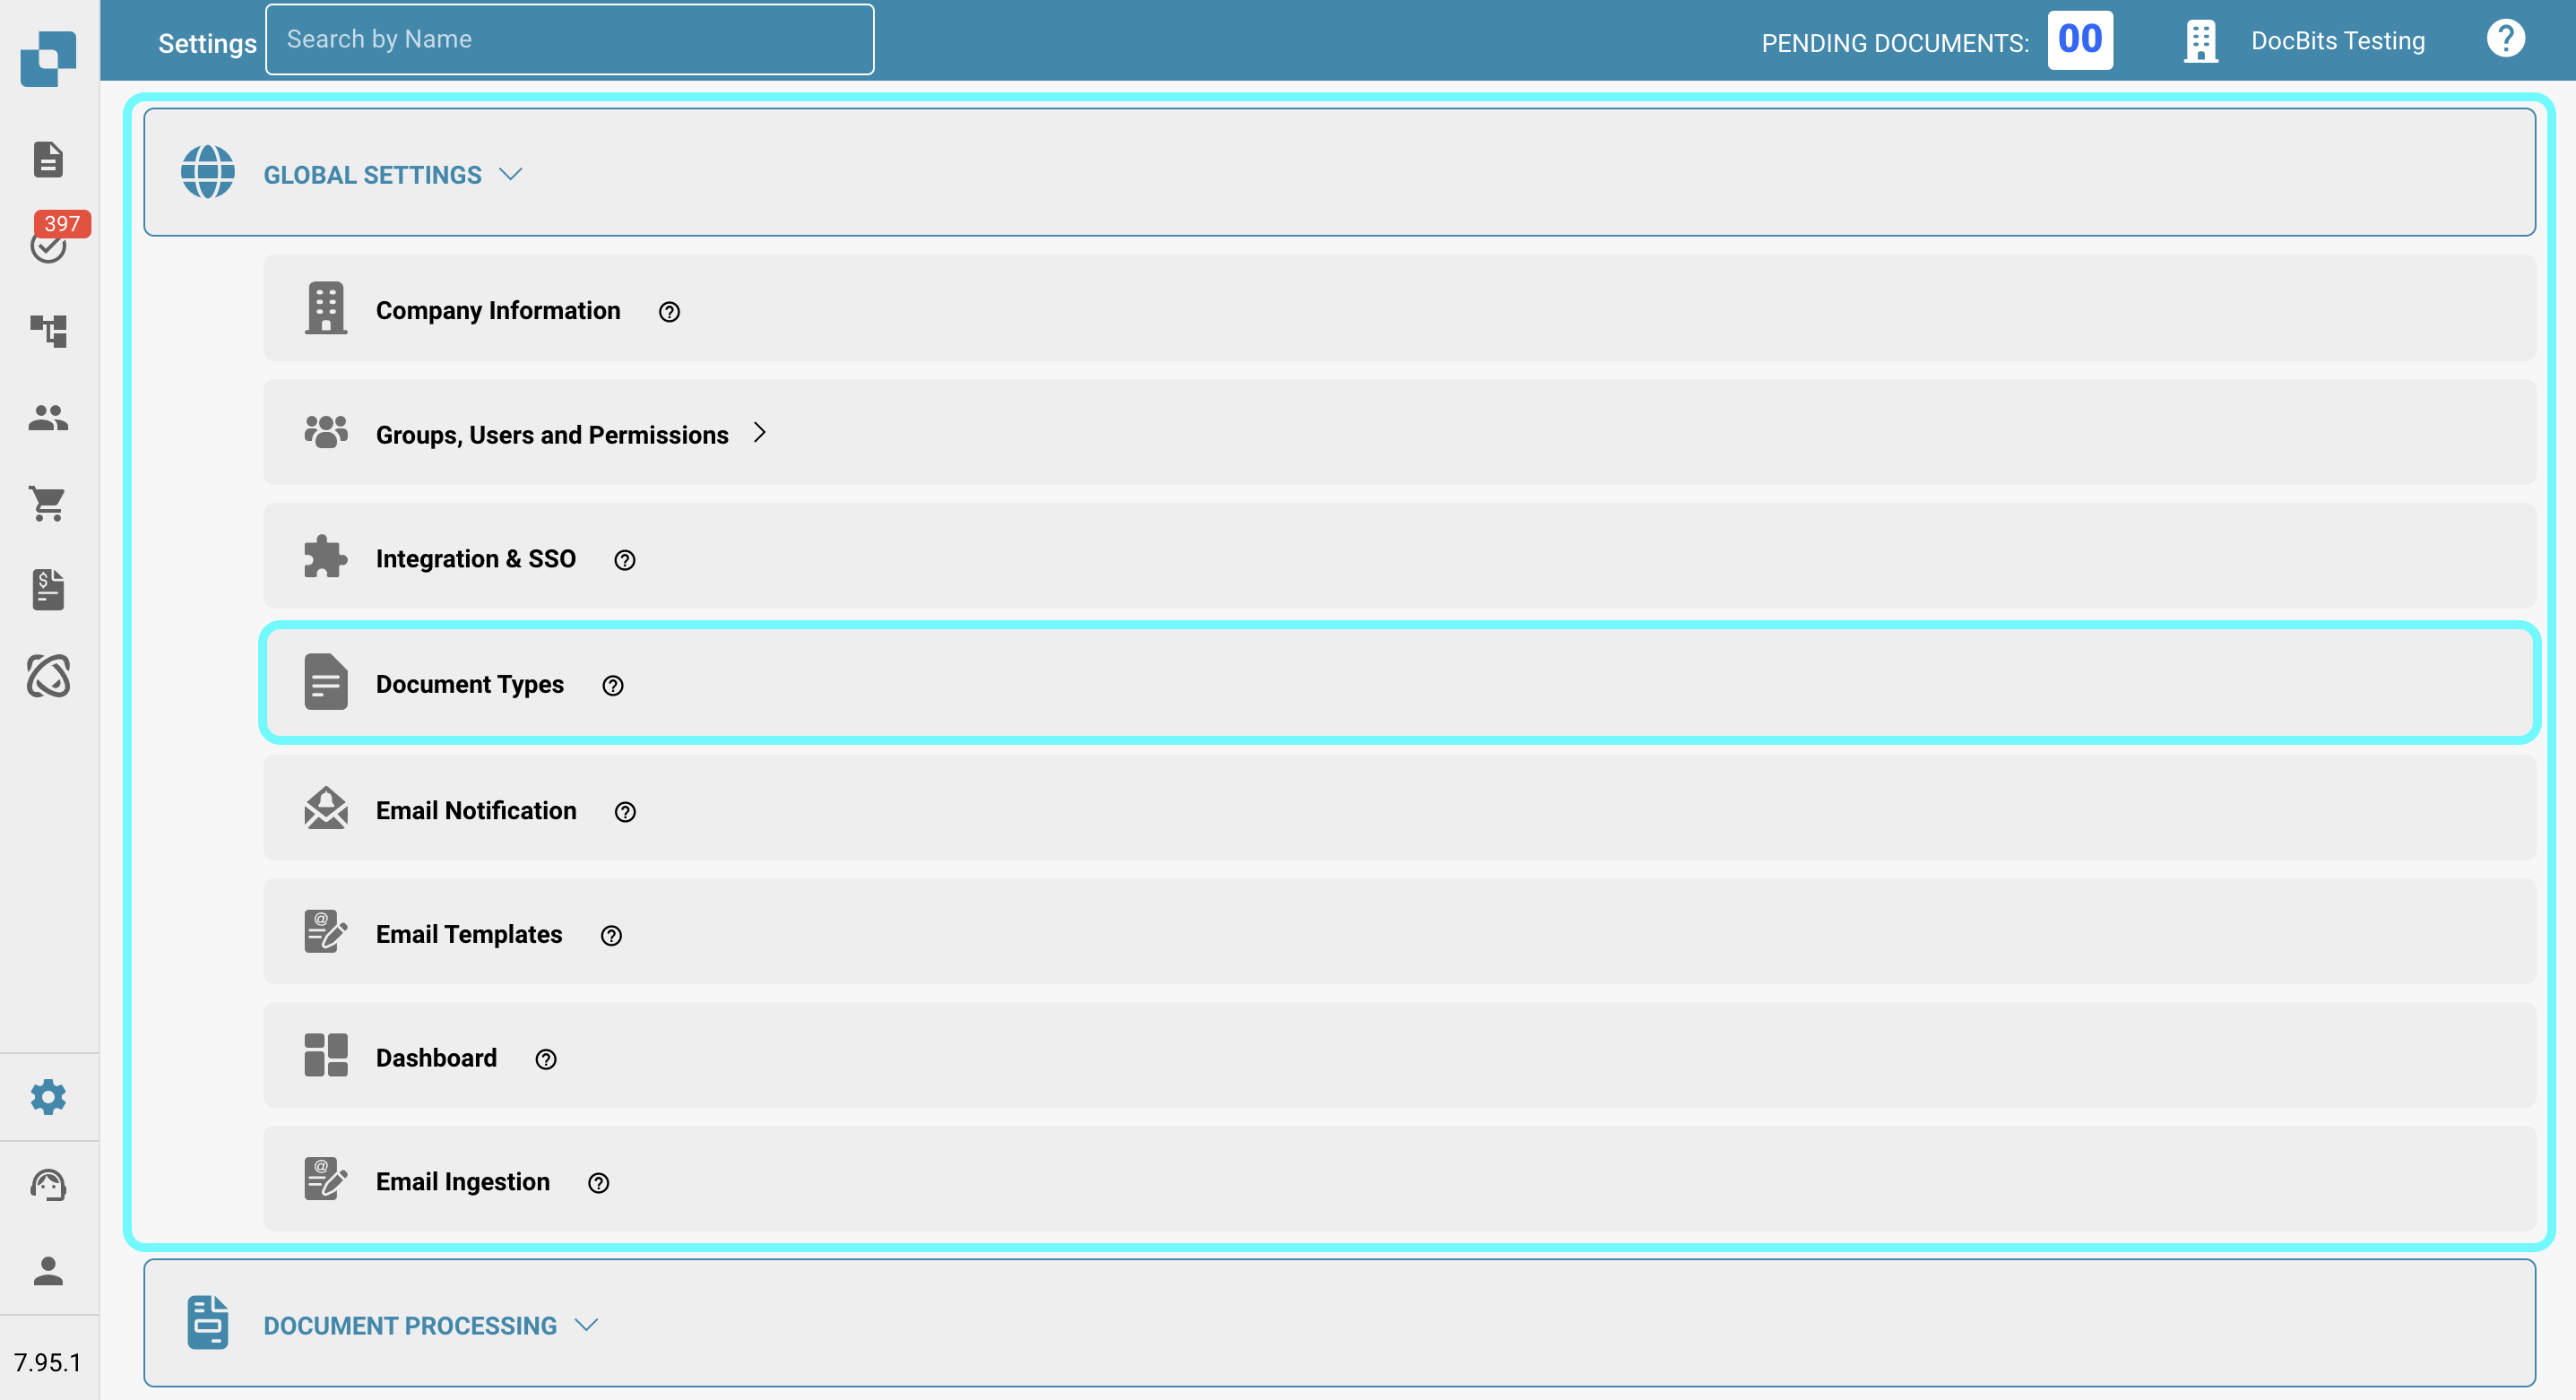 Settings
Search by Name
PENDING DOCUMENTS: 00
DocBits Testing
?
397
GLOBAL SETTINGS
Company Information ?
Groups, Users and Permissions
Integration & SSO ?
Document Types ?
Email Notification ?
@
Email Templates ?
Dashboard ?
@
Email Ingestion ?
$
DOCUMENT PROCESSING
7.95.1